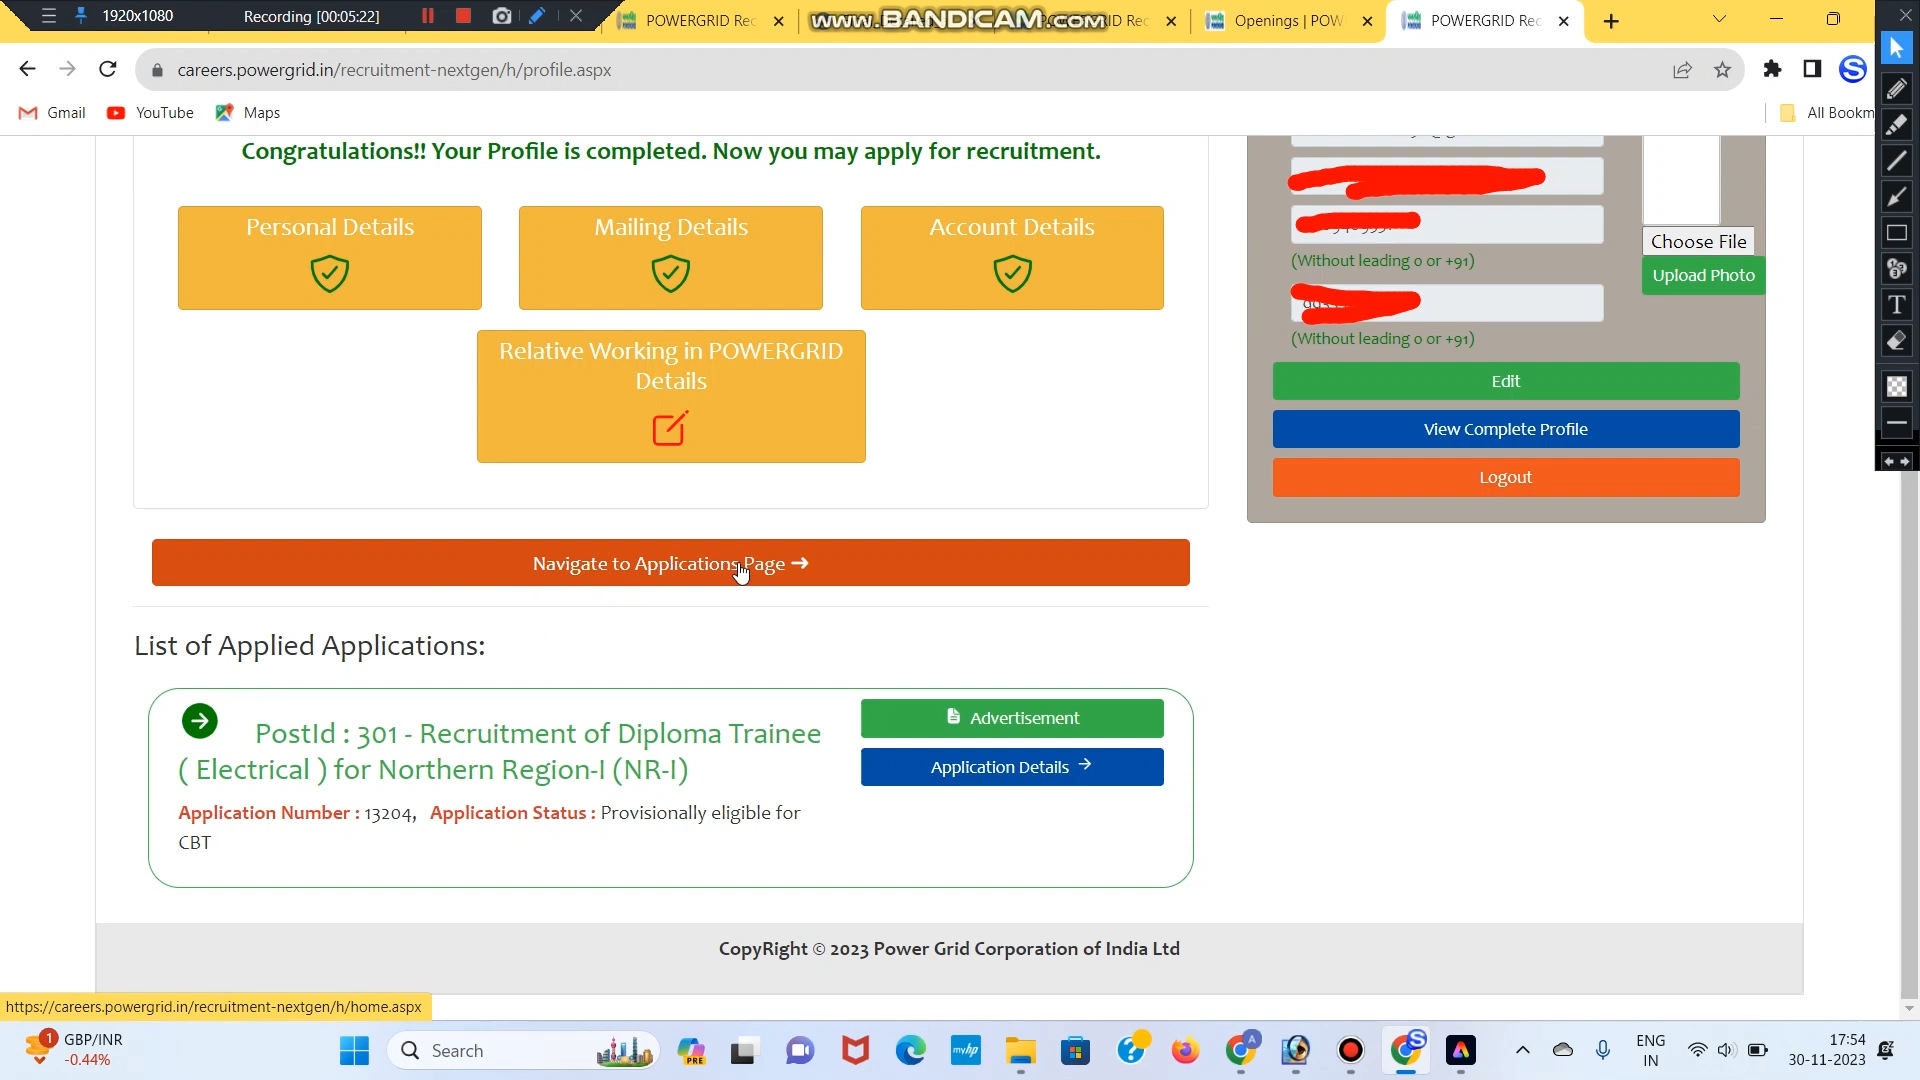 1920x1080
Recording [00:05:22]
www.BANDICAM.com
POWERGRID Rec
RID Rec
Openings | POW
POWERGRID Rec
careers.powergrid.in/recruitment-nextgen/h/profile.aspx
Gmail
YouTube
Maps
All Bookm
Congratulations!! Your Profile is completed. Now you may apply for recruitment.
Personal Details
Mailing Details
Account Details
Relative Working in POWERGRID
Details
Choose File
Upload Photo
(Without leading 0 or +91)
(Without leading 0 or +91)
Edit
View Complete Profile
Logout
Navigate to Applications Page →
List of Applied Applications:
PostId : 301 - Recruitment of Diploma Trainee
( Electrical ) for Northern Region-I (NR-I)
Application Number : 13204, Application Status : Provisionally eligible for
CBT
Advertisement
Application Details →
CopyRight © 2023 Power Grid Corporation of India Ltd
https://careers.powergrid.in/recruitment-nextgen/h/home.aspx
1
GBP/INR
-0.44%
Search
PRE
myhp
A
S
ENG
IN
17:54
30-11-2023